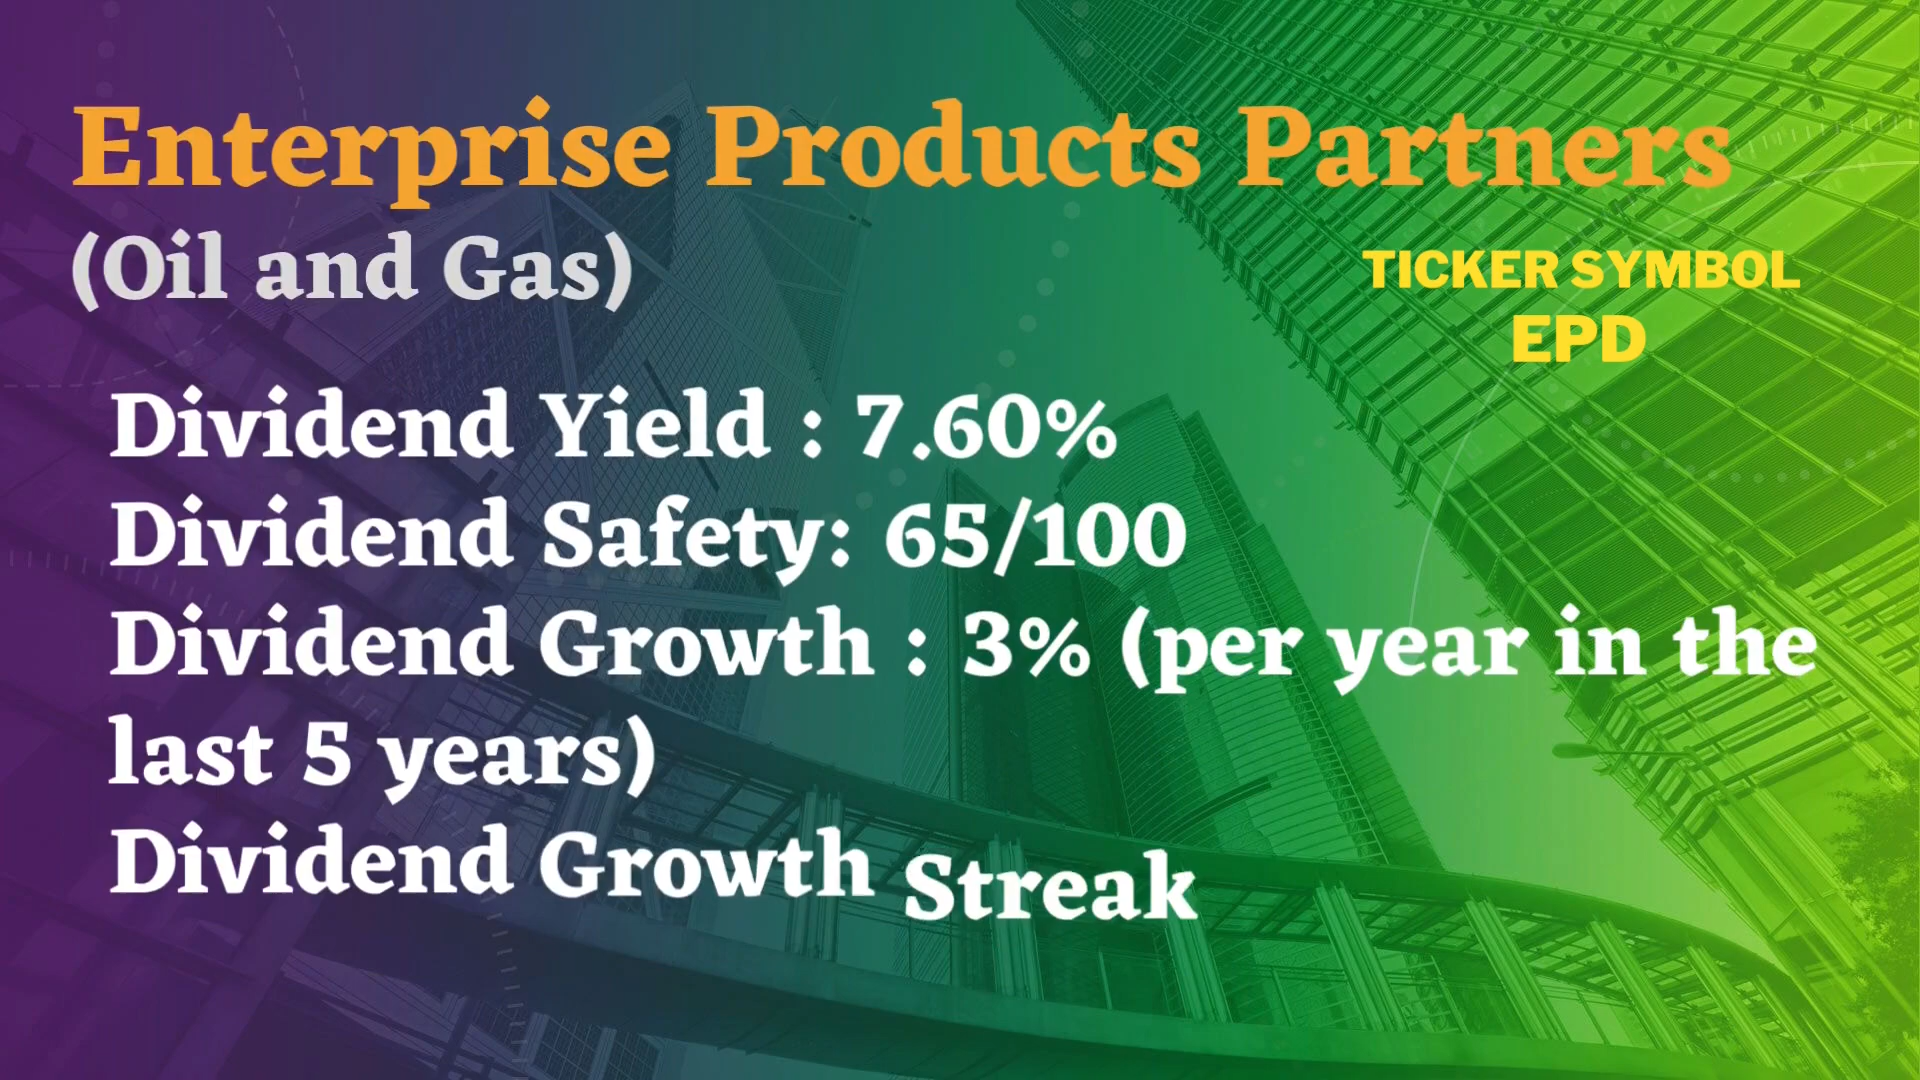 Enterprise Products Partners
(Oil and Gas)
TICKER SYMBOL
EPD
Dividend Yield : 7.60%
Dividend Safety: 65/100
Dividend Growth : 3% (per year in the
last 5 years)
Dividend Growth Streak